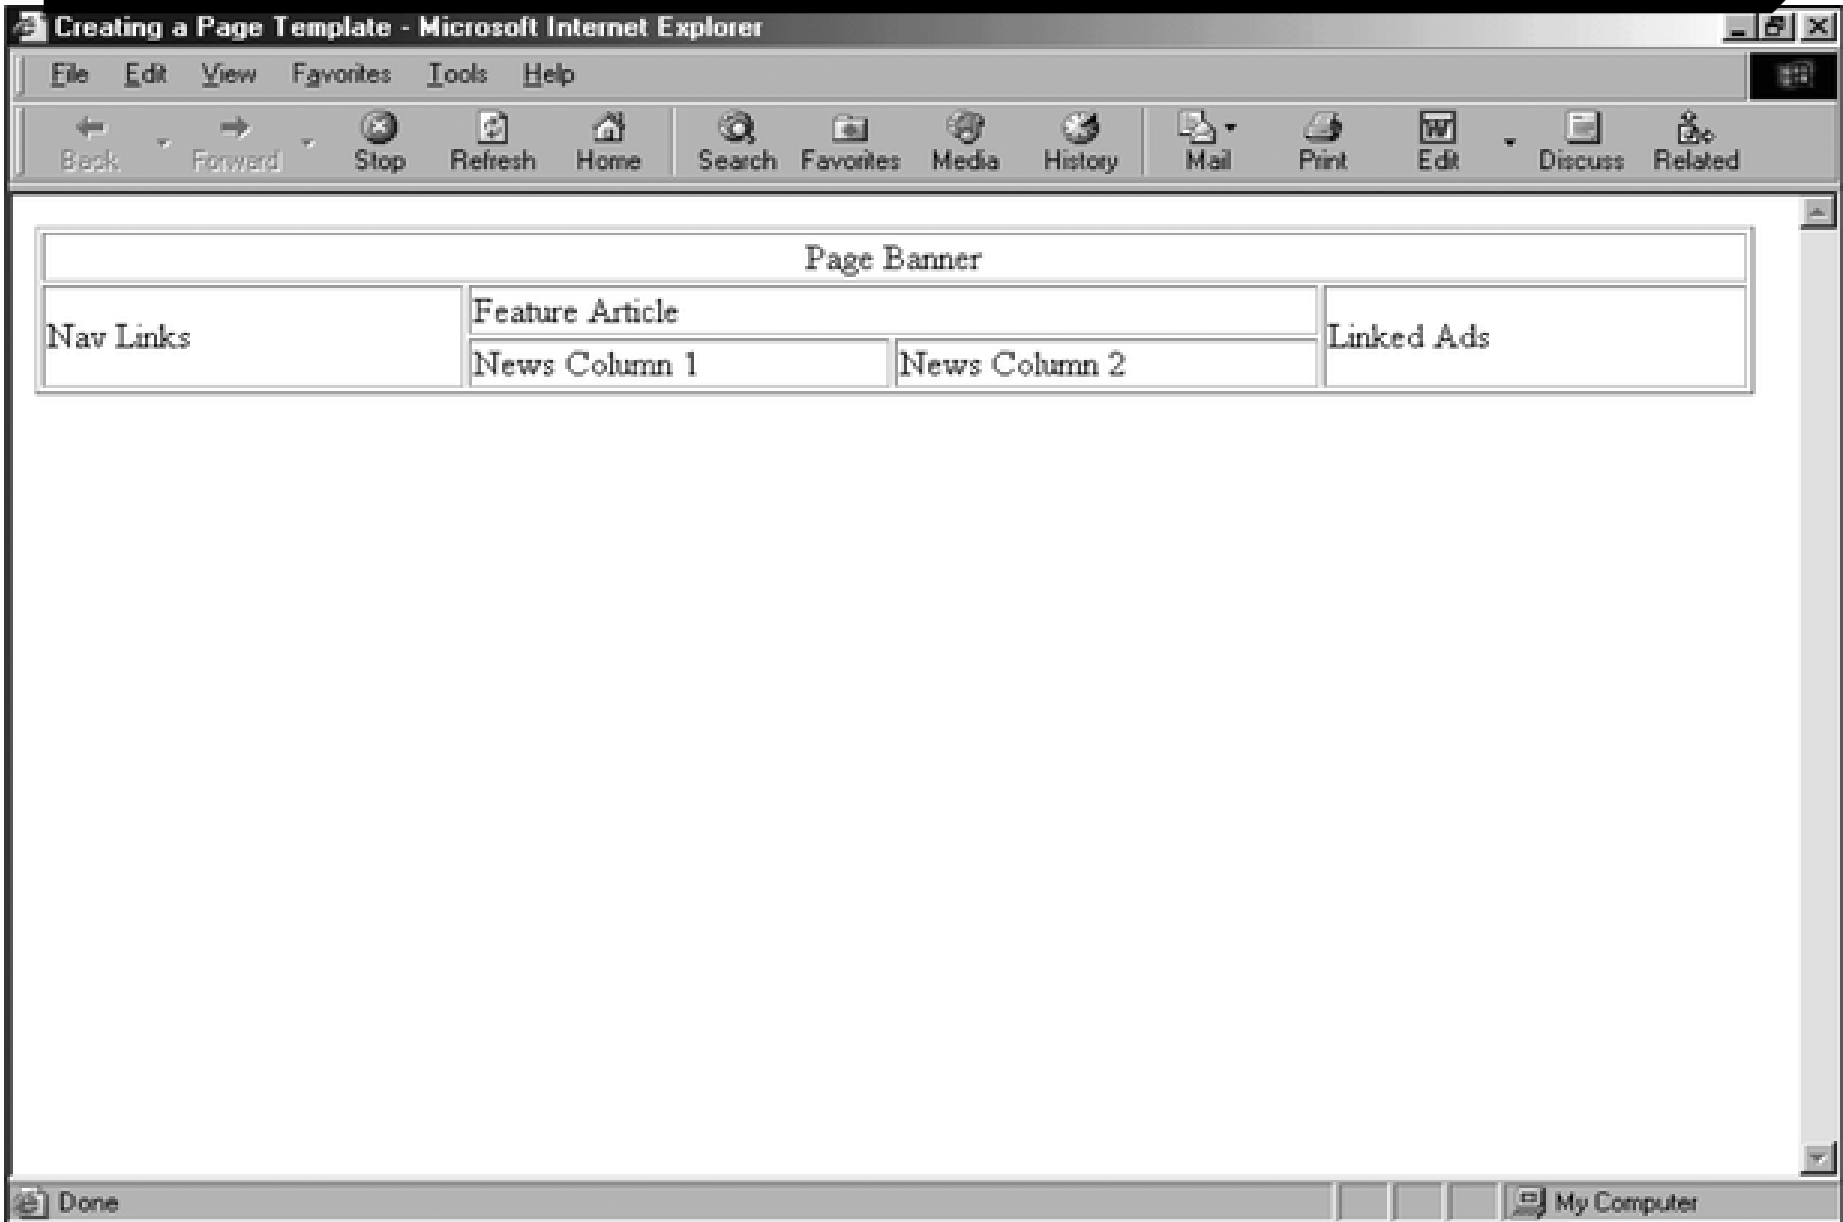 Creating a Page Template - Microsoft Internet Explorer
File Edit View Favorites Tools Help
Back Forward Stop Refresh Home Search Favorites Media History Mail Print Edit Discuss Related
Page Banner
Nav Links
Feature Article
News Column 1
News Column 2
Linked Ads
Done
My Computer